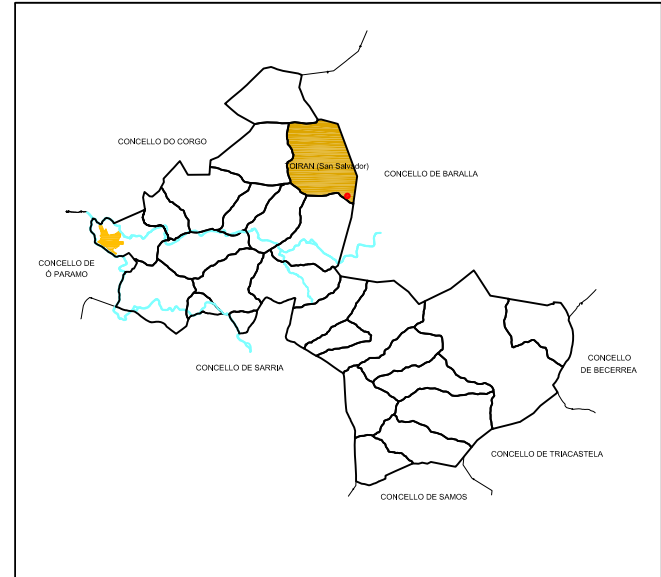 CONCELLO DO CORGO
OIRAN (San Salvador)
CONCELLO DE BARALLA
CONCELLO DE
Ó PARAMO
CONCELLO DE SARRIA
CONCELLO
DE BECERREA
CONCELLO DE TRIACASTELA
CONCELLO DE SAMOS